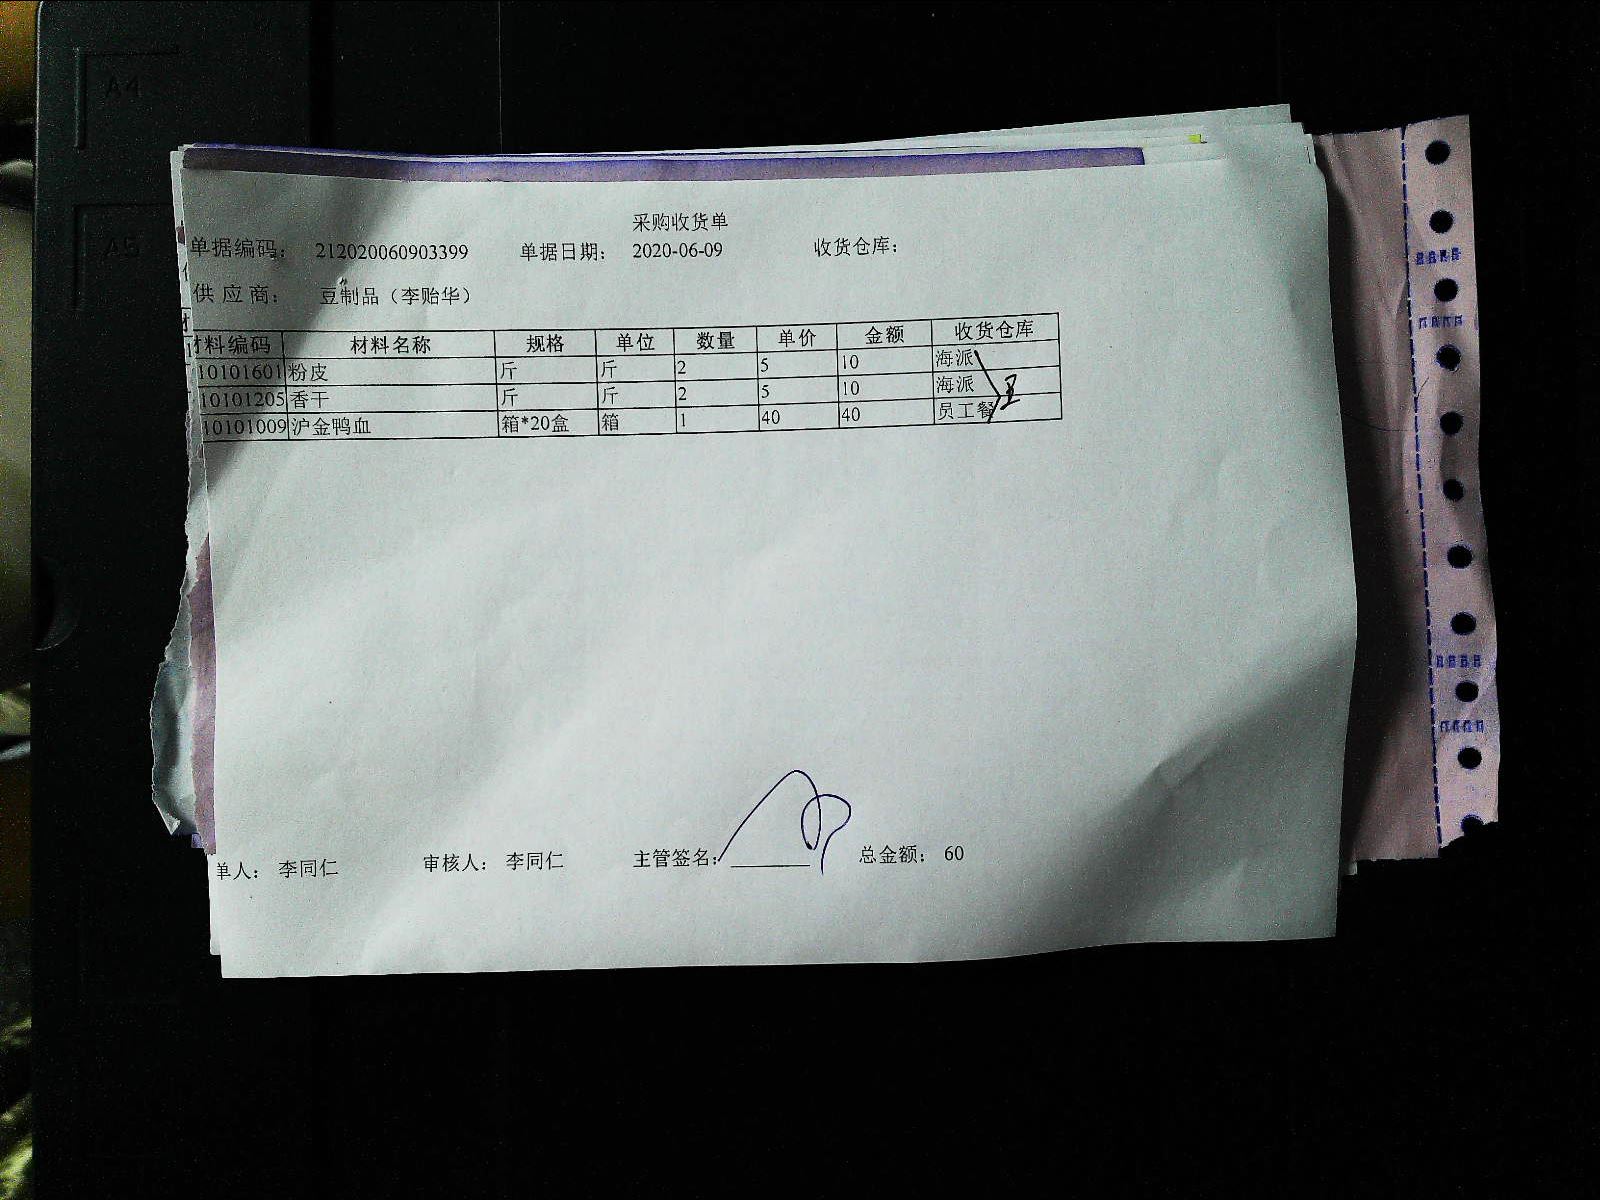 A4
A5
采购收货单
单据编码： 212020060903399 单据日期： 2020-06-09 收货仓库：
供应商： 豆制品（李贻华）
材料编码 材料名称 规格 单位 数量 单价 金额 收货仓库
10101601 粉皮 斤 斤 2 5 10 海派
10101205 香干 斤 斤 2 5 10 海派
10101009 沪金鸭血 箱*20盒 箱 1 40 40 员工餐
单人： 李同仁 审核人： 李同仁 主管签名： 总金额： 60